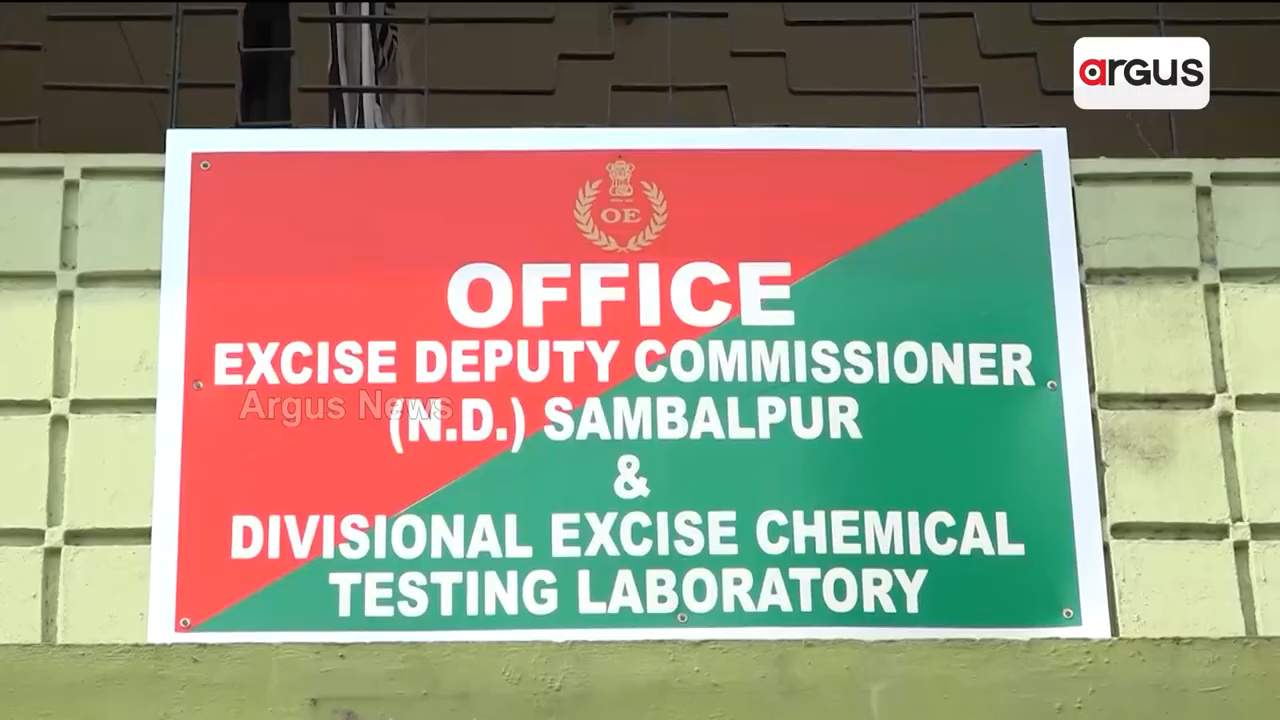 argus
OE
OFFICE
EXCISE DEPUTY COMMISSIONER
Argus News
(N.D.) SAMBALPUR
&
DIVISIONAL EXCISE CHEMICAL
TESTING LABORATORY